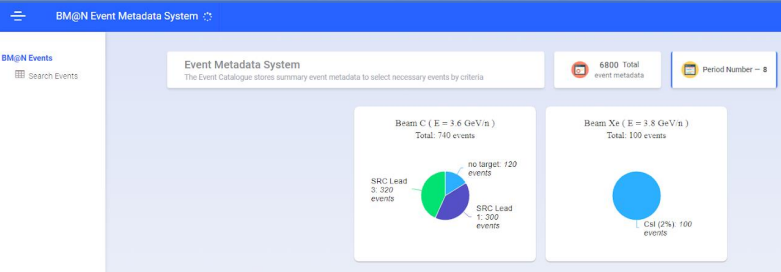 BM@N Event Metadata System
BM@N Events
Search Events
Event Metadata System
The Event Catalogue stores summary event metadata to select necessary events by criteria
6800 Total
event metadata
Period Number – 8
Beam C ( E = 3.6 GeV/n )
Total: 740 events
no target: 120
events
SRC Lead
3: 320
events
SRC Lead
1: 300
events
Beam Xe ( E = 3.8 GeV/n )
Total: 100 events
CsI (2%): 100
events